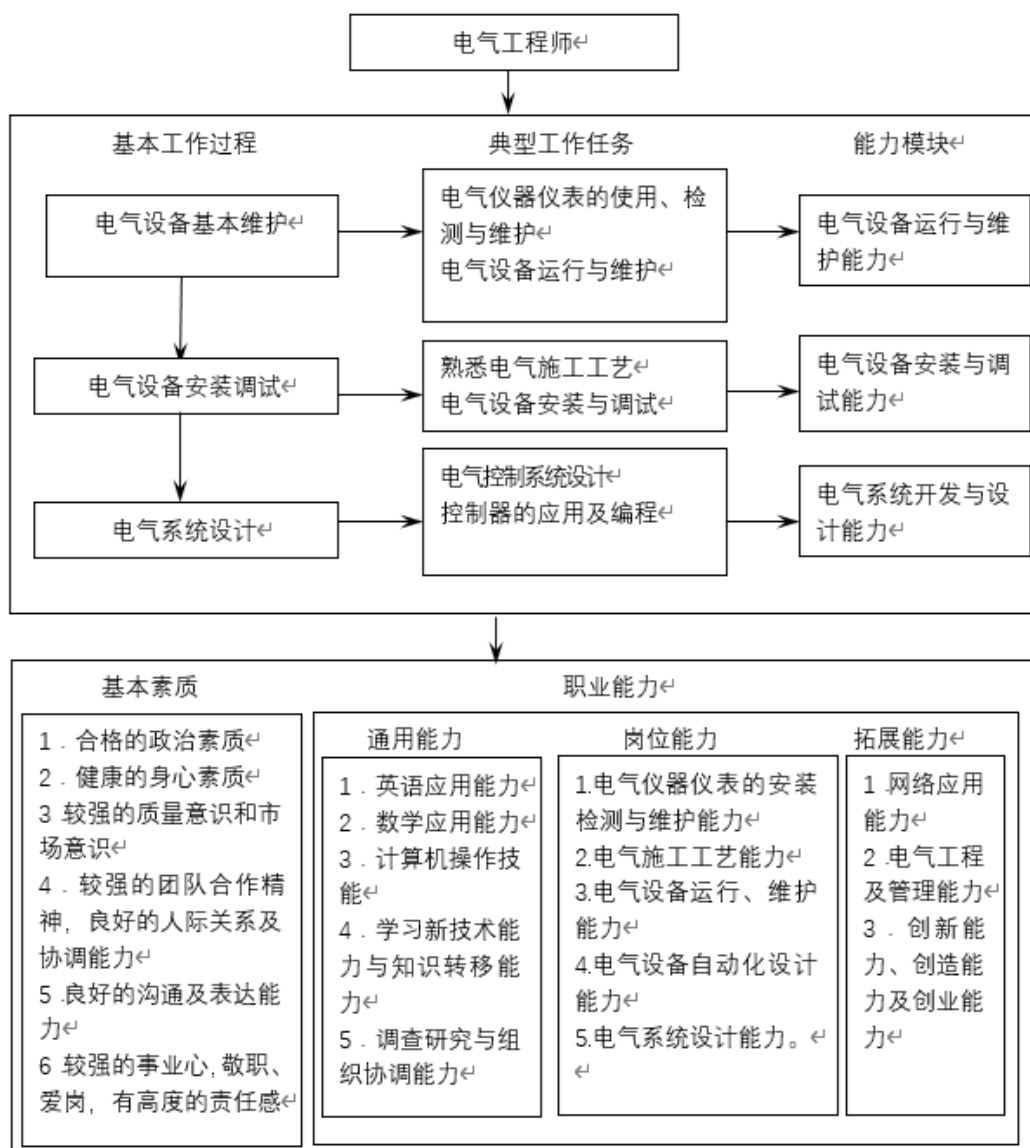 电气工程师↵
基本工作过程
典型工作任务
能力模块↵
电气设备基本维护↵
电气仪器仪表的使用、检
测与维护↵
电气设备运行与维护↵
电气设备运行与维
护能力↵
电气设备安装调试↵
熟悉电气施工工艺↵
电气设备安装与调试↵
电气设备安装与调
试能力↵
电气系统设计↵
电气控制系统设计↵
控制器的应用及编程↵
电气系统开发与设
计能力↵
基本素质
1．合格的政治素质↵
2．健康的身心素质↵
3.较强的质量意识和市
场意识↵
4．较强的团队合作精
神，良好的人际关系及
协调能力↵
5.良好的沟通及表达能
力↵
6.较强的事业心,敬职、
爱岗，有高度的责任感↵
职业能力↵
通用能力
1．英语应用能力↵
2．数学应用能力↵
3．计算机操作技
能↵
4．学习新技术能
力与知识转移能
力↵
5．调查研究与组
织协调能力↵
岗位能力
1.电气仪器仪表的安装
检测与维护能力↵
2.电气施工工艺能力↵
3.电气设备运行、维护
能力↵
4.电气设备自动化设计
能力↵
5.电气系统设计能力。↵
↵
拓展能力↵
1.网络应用
能力↵
2.电气工程
及管理能力↵
3．创新能
力、创造能
力及创业能
力↵